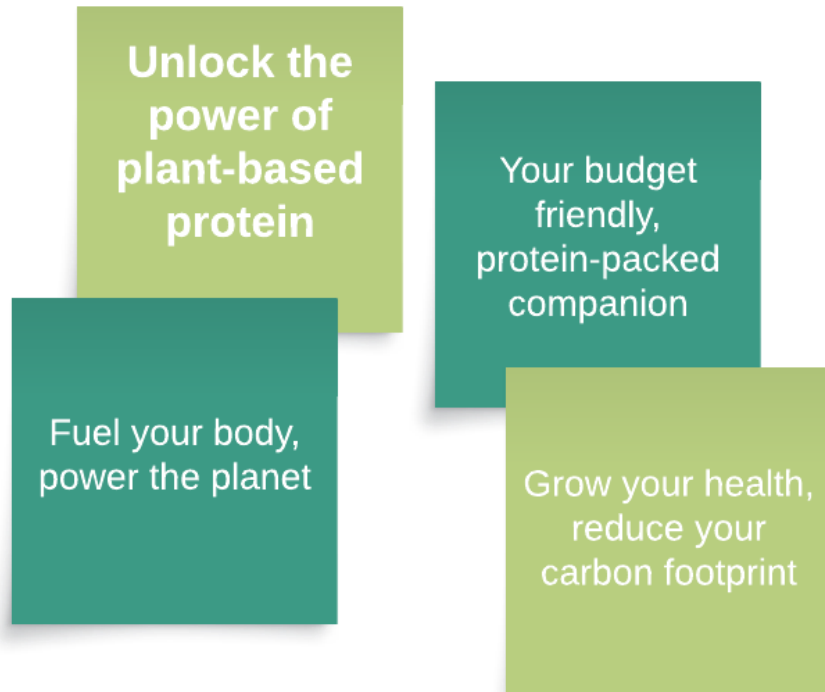 Unlock the
power of
plant-based
protein
Your budget
friendly,
protein-packed
companion
Fuel your body,
power the planet
Grow your health,
reduce your
carbon footprint